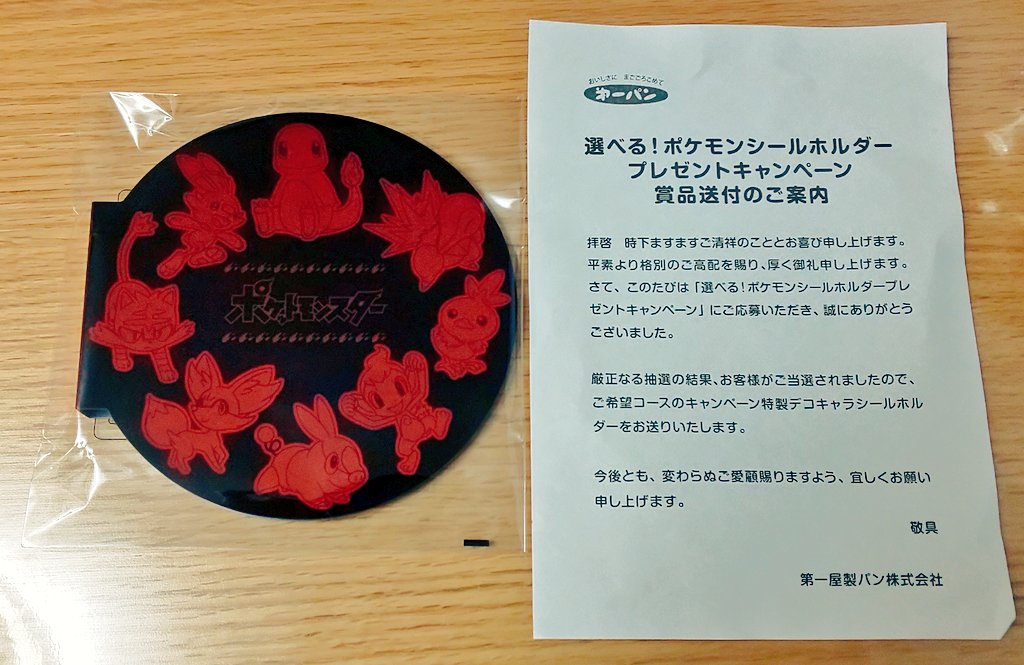 ポケットモンスター
おいしさに まごころこめて
第一パン
選べる!ポケモンシールホルダー
プレゼントキャンペーン
賞品送付のご案内
拝啓 時下ますますご清祥のこととお喜び申し上げます。
平素より格別のご高配を賜り、厚く御礼申し上げます。
さて、このたびは「選べる!ポケモンシールホルダープレ
ゼントキャンペーン」にご応募いただき、誠にありがとう
ございました。
厳正なる抽選の結果、お客様がご当選されましたので、
ご希望コースのキャンペーン特製デコキャラシールホル
ダーをお送りいたします。
今後とも、変わらぬご愛顧賜りますよう、宜しくお願い
申し上げます。
敬具
第一屋製パン株式会社